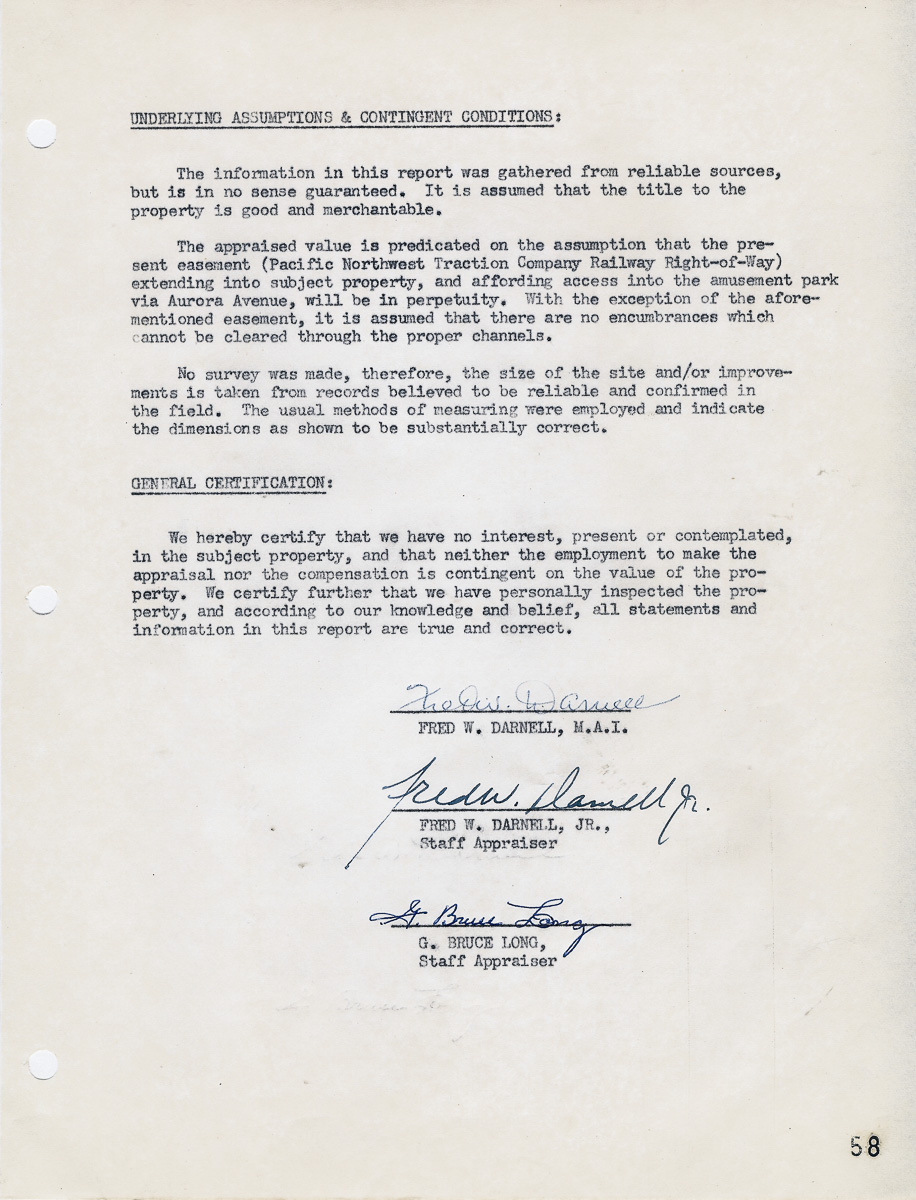 UNDERLYING ASSUMPTIONS & CONTINGENT CONDITIONS:
The information in this report was gathered from reliable sources,
but is in no sense guaranteed. It is assumed that the title to the
property is good and merchantable.
The appraised value is predicated on the assumption that the pre-
sent easement (Pacific Northwest Traction Company Railway Right-of-Way)
extending into subject property, and affording access into the amusement park
via Aurora Avenue, will be in perpetuity. With the exception of the afore-
mentioned easement, it is assumed that there are no encumbrances which
cannot be cleared through the proper channels.
No survey was made, therefore, the size of the site and/or improve-
ments is taken from records believed to be reliable and confirmed in
the field. The usual methods of measuring were employed and indicate
the dimensions as shown to be substantially correct.
GENERAL CERTIFICATION:
We hereby certify that we have no interest, present or contemplated,
in the subject property, and that neither the employment to make the
appraisal nor the compensation is contingent on the value of the pro-
perty. We certify further that we have personally inspected the pro-
perty, and according to our knowledge and belief, all statements and
information in this report are true and correct.
Fred W. Darnell
FRED W. DARNELL, M.A.I.
Fred W. Darnell Jr.
FRED W. DARNELL, JR.,
Staff Appraiser
G. Bruce Long
G. BRUCE LONG,
Staff Appraiser
58